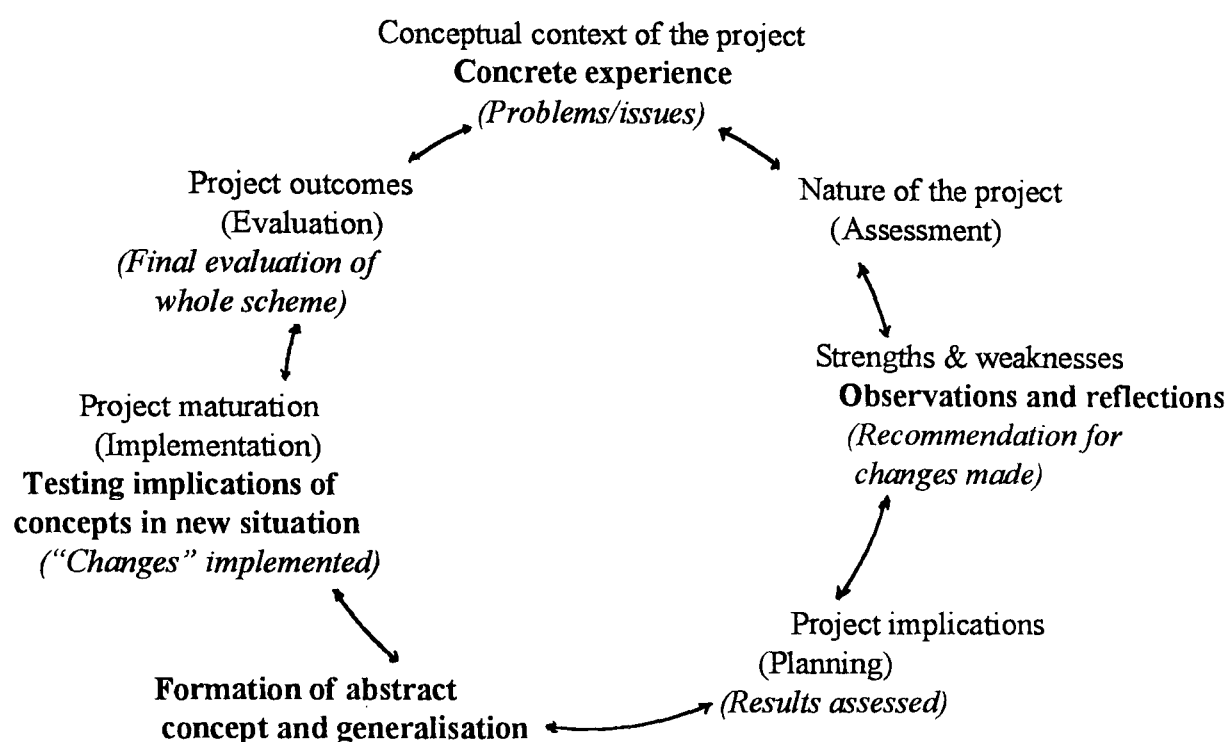 Conceptual context of the project
Concrete experience
(Problems/issues)
Nature of the project
(Assessment)
Strengths & weaknesses
Observations and reflections
(Recommendation for
changes made)
Project implications
(Planning)
(Results assessed)
Formation of abstract
concept and generalisation
Project maturation
(Implementation)
Testing implications of
concepts in new situation
(“Changes” implemented)
Project outcomes
(Evaluation)
(Final evaluation of
whole scheme)